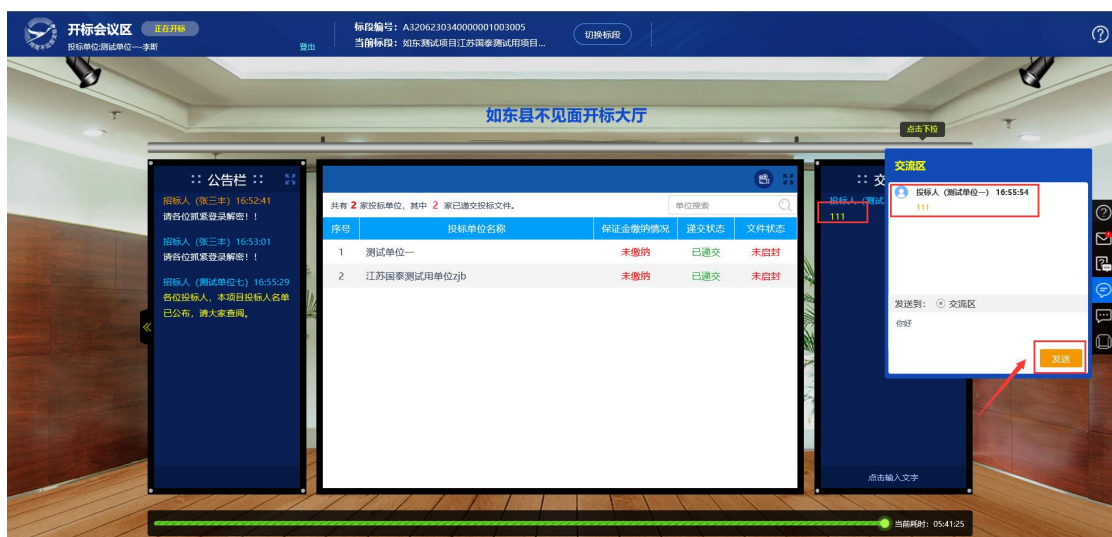 开标会议区 正在开标
投标单位:测试单位一--李斯 登出
标段编号：A3206230340000001003005
当前标段：如东测试项目江苏国泰测试用项目...
切换标段
如东县不见面开标大厅
点击下拉
:: 公告栏 ::
招标人（张三丰）16:52:41
请各位抓紧登录解密！！
招标人（张三丰）16:53:01
请各位抓紧登录解密！！
招标人（测试单位七）16:55:29
各位投标人，本项目投标人名单
已公布，请大家查阅。
共有 2 家投标单位，其中 2 家已递交投标文件。
单位搜索
序号 投标单位名称 保证金缴纳情况 递交状态 文件状态
1 测试单位一 未缴纳 已递交 未启封
2 江苏国泰测试用单位zjb 未缴纳 已递交 未启封
:: 交
投标人（测试
111
点击输入文字
交流区
投标人（测试单位一）16:55:54
111
发送到： 交流区
你好
发送
当前耗时：05:41:25